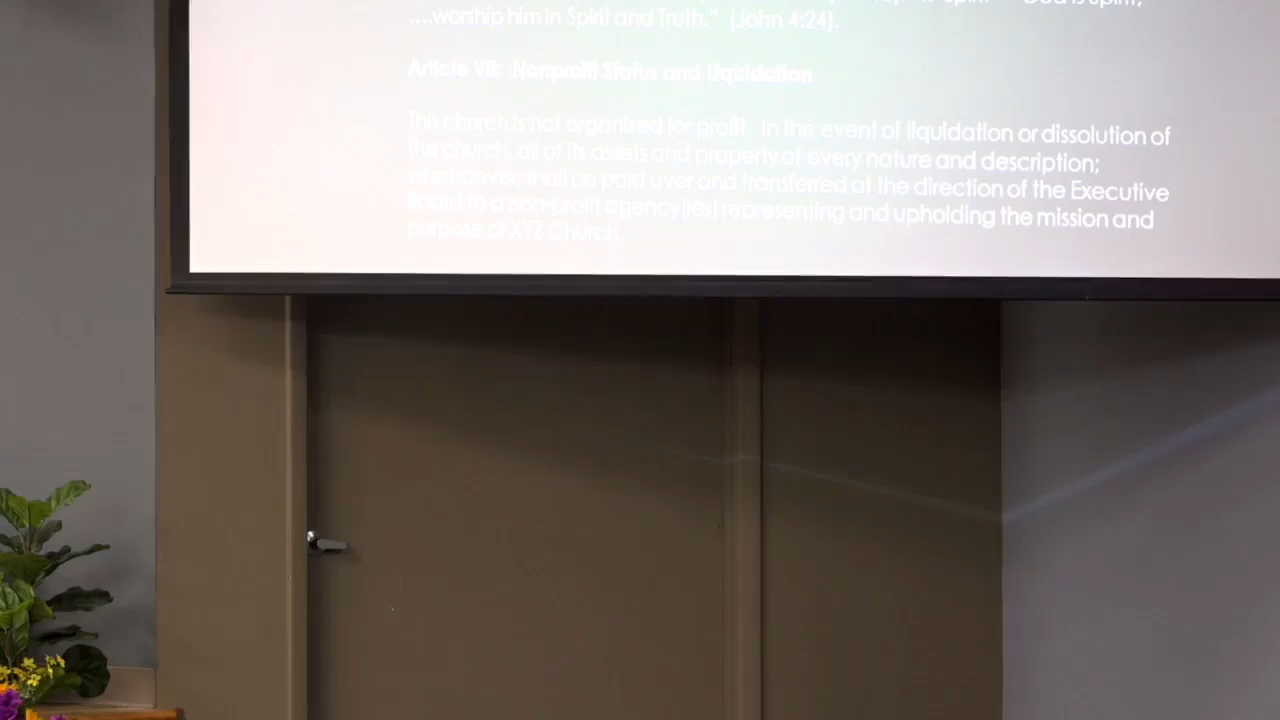 God is spirit,
....worship him in Spirit and Truth." (John 4:24).
Article VII: Nonprofit Status and Liquidation
This church is not organized for profit. In the event of liquidation or dissolution of
the church, all of its assets and property of every nature and description;
whatsoever, shall be paid over and transferred at the direction of the Executive
Board to a non-profit agency(ies) representing and upholding the mission and
purpose of XYZ Church.